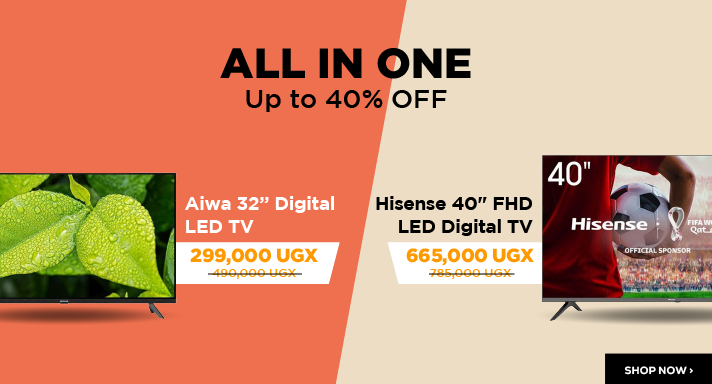 ALL IN ONE
Up to 40% OFF
Aiwa 32” Digital
LED TV
299,000 UGX
490,000 UGX
Hisense 40" FHD
LED Digital TV
665,000 UGX
785,000 UGX
40"
Hisense
FIFA
OFFICIAL SPONSOR
SHOP NOW ›